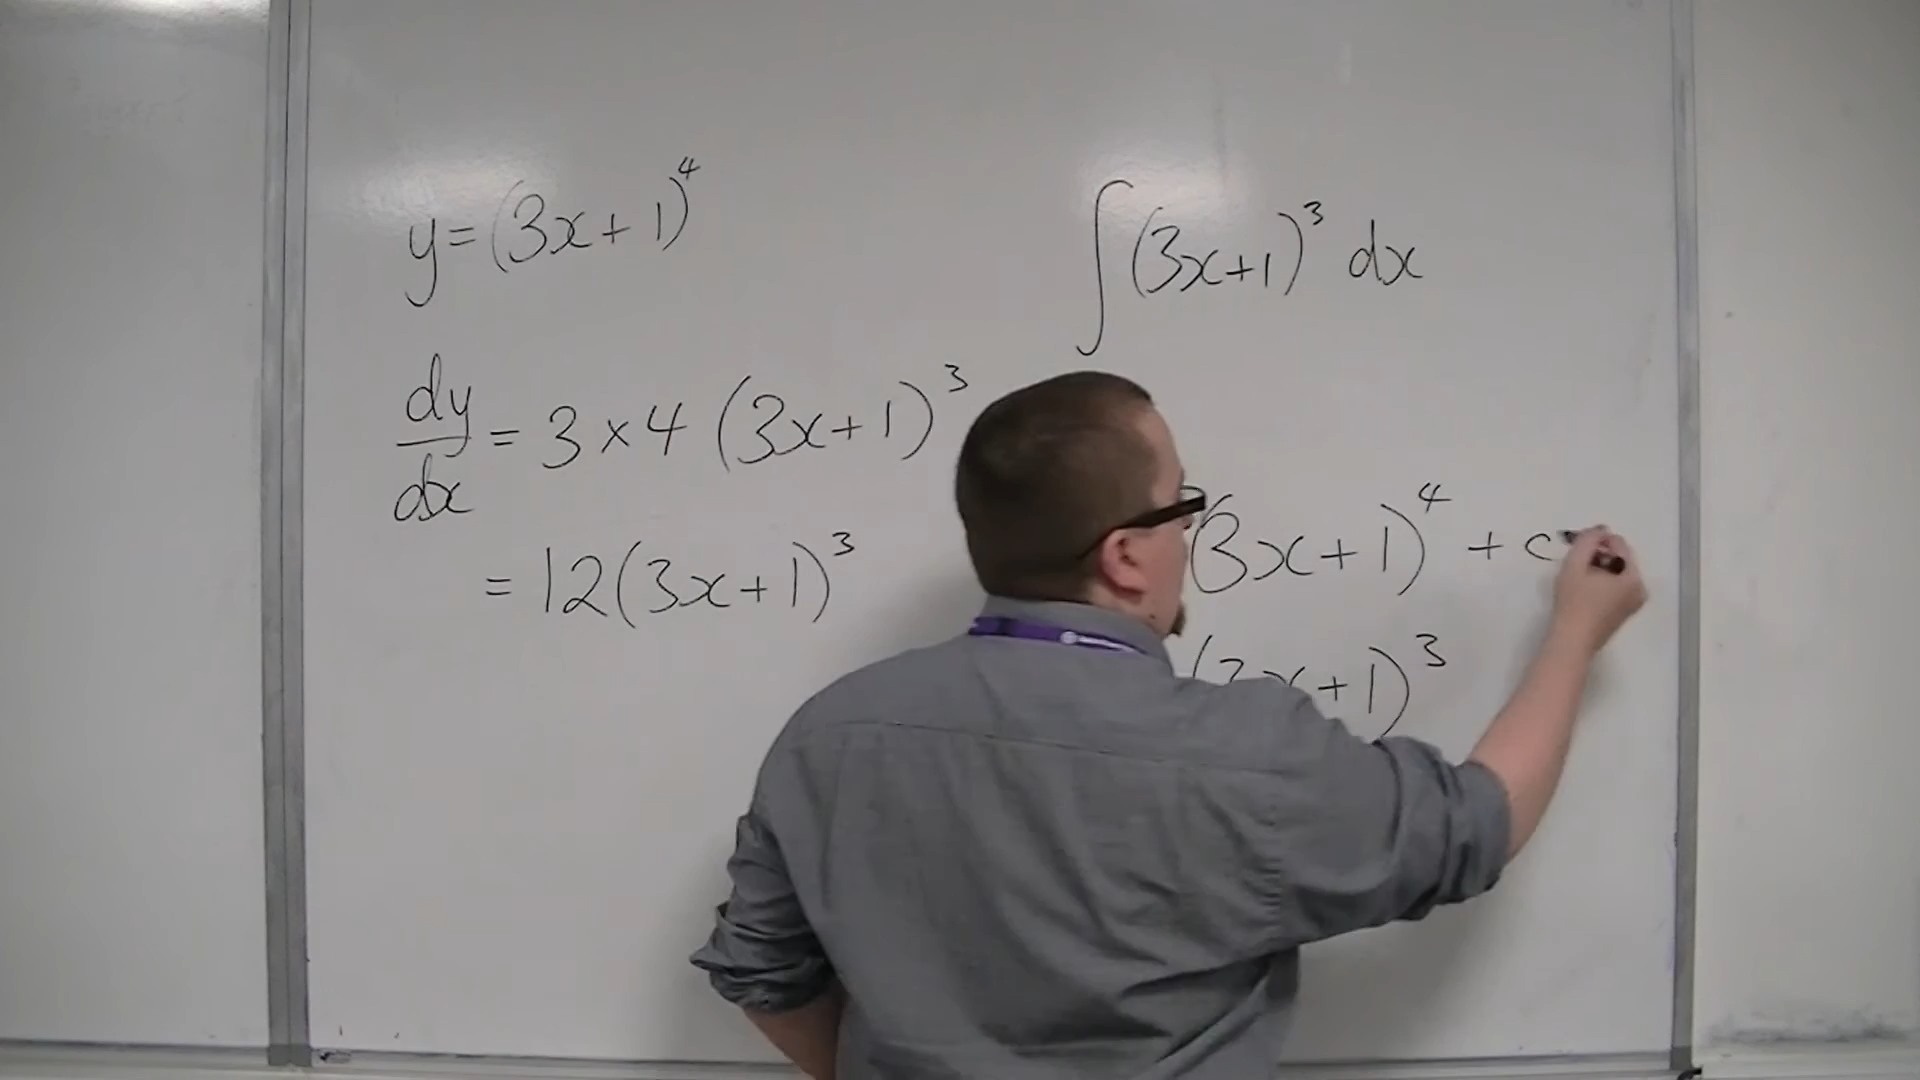 y=(3x+1)⁴
dy/dx = 3×4(3x+1)³
=12(3x+1)³
∫(3x+1)³ dx
(3x+1)⁴ + c
(3x+1)³